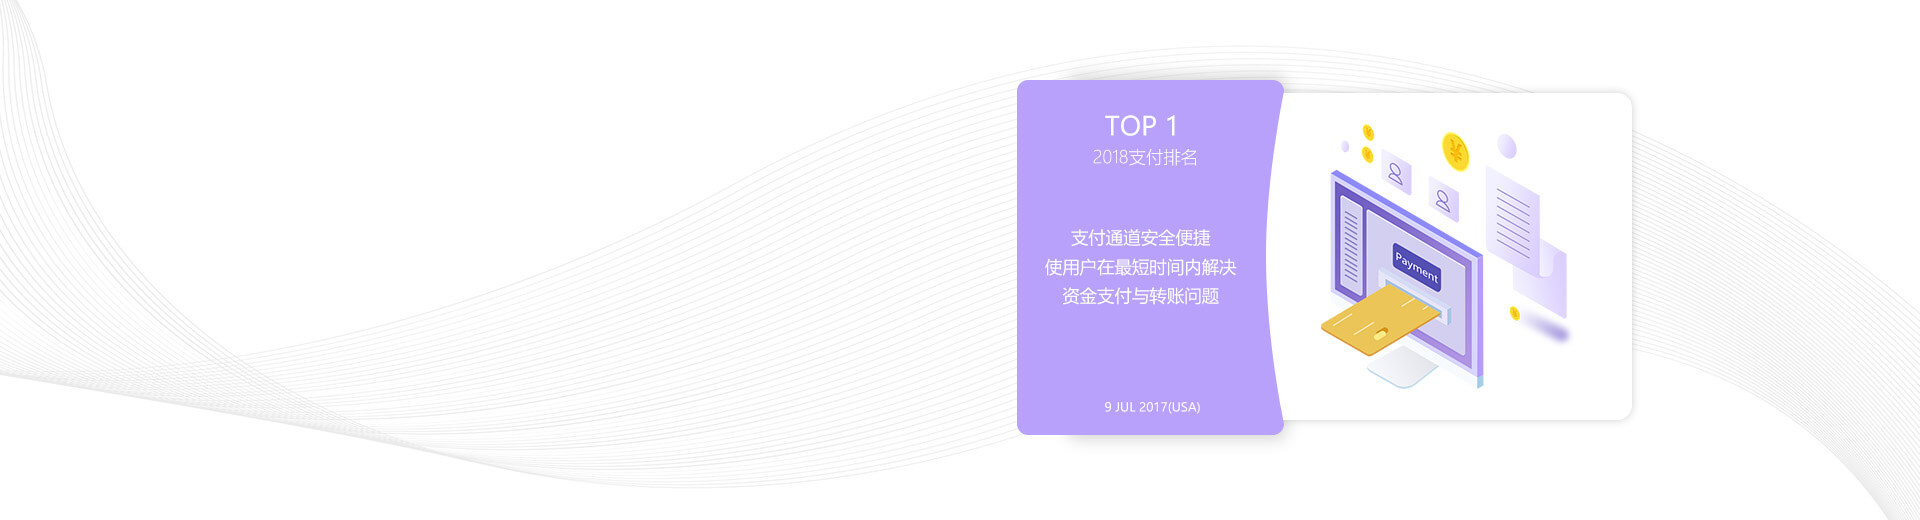 TOP 1
2018支付排名
支付通道安全便捷
使用户在最短时间内解决
资金支付与转账问题
9 JUL 2017(USA)
Payment